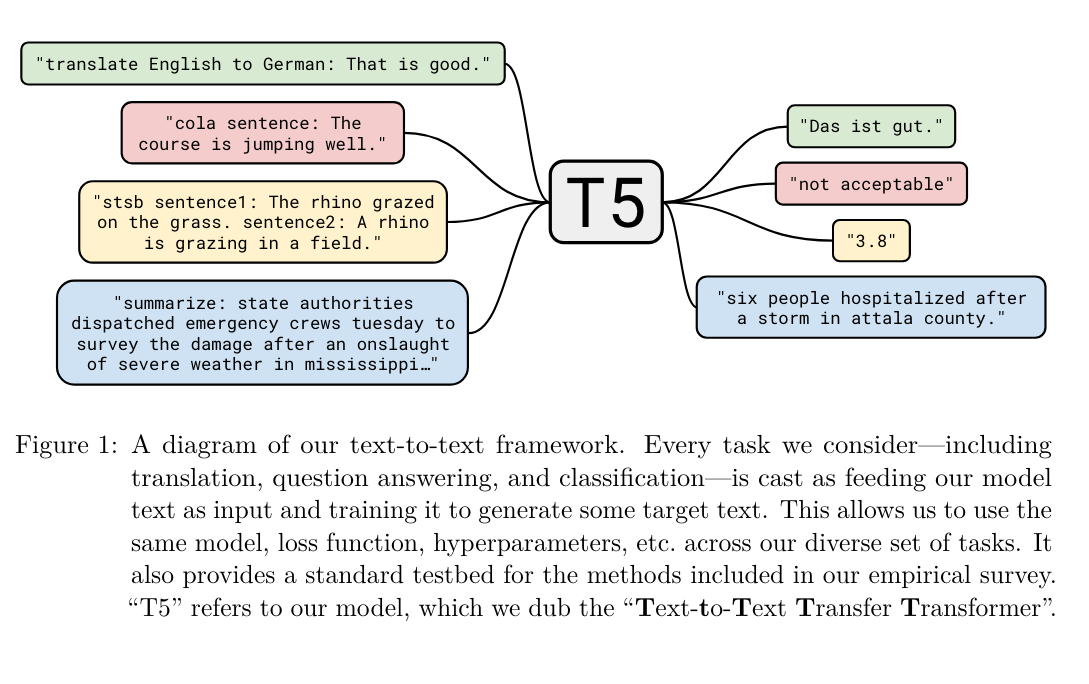 "translate English to German: That is good."
"cola sentence: The
course is jumping well."
"stsb sentence1: The rhino grazed
on the grass. sentence2: A rhino
is grazing in a field."
"summarize: state authorities
dispatched emergency crews tuesday to
survey the damage after an onslaught
of severe weather in mississippi…"
T5
"Das ist gut."
"not acceptable"
"3.8"
"six people hospitalized after
a storm in attala county."
Figure 1: A diagram of our text-to-text framework. Every task we consider—including
translation, question answering, and classification—is cast as feeding our model
text as input and training it to generate some target text. This allows us to use the
same model, loss function, hyperparameters, etc. across our diverse set of tasks. It
also provides a standard testbed for the methods included in our empirical survey.
“T5” refers to our model, which we dub the “Text-to-Text Transfer Transformer”.